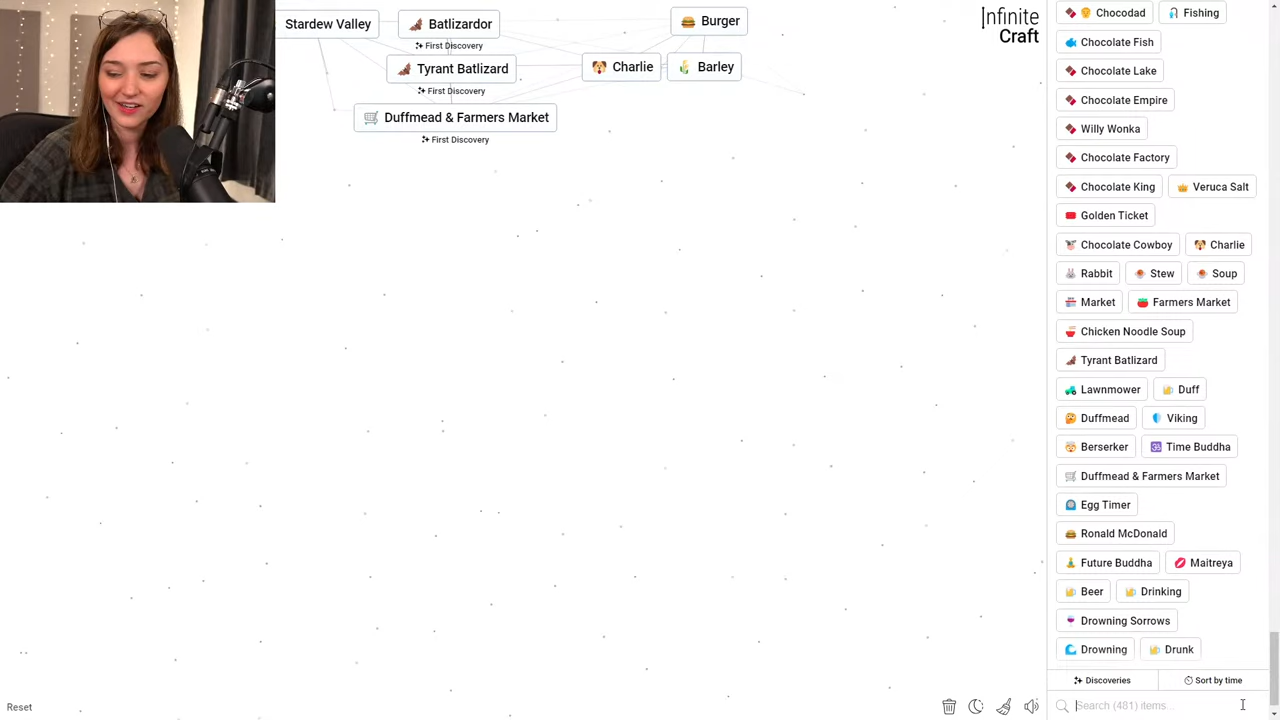 Stardew Valley
Batlizardor
First Discovery
Tyrant Batlizard
First Discovery
Duffmead & Farmers Market
First Discovery
Burger
Charlie
Barley
Infinite
Craft
Chocodad
Fishing
Chocolate Fish
Chocolate Lake
Chocolate Empire
Willy Wonka
Chocolate Factory
Chocolate King
Veruca Salt
Golden Ticket
Chocolate Cowboy
Charlie
Rabbit
Stew
Soup
Market
Farmers Market
Chicken Noodle Soup
Tyrant Batlizard
Lawnmower
Duff
Duffmead
Viking
Berserker
Time Buddha
Duffmead & Farmers Market
Egg Timer
Ronald McDonald
Future Buddha
Maitreya
Beer
Drinking
Drowning Sorrows
Drowning
Drunk
Discoveries
Sort by time
Search (481) items...
Reset